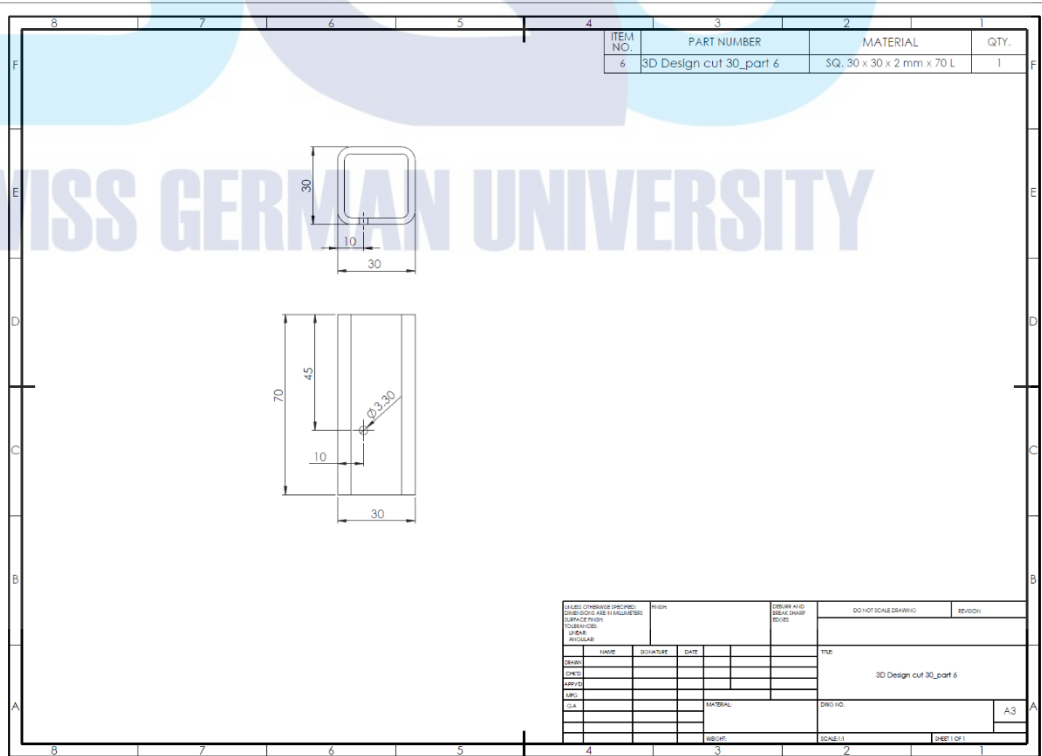 8 7 6 5 4 3 2 1
ITEM NO. PART NUMBER MATERIAL QTY.
6 3D Design cut 30_part 6 SQ. 30 x 30 x 2 mm x 70 L 1
F F
E E
SWISS GERMAN UNIVERSITY
30
10
30
D D
70
45
Ø3.30
10
30
C C
B B
UNLESS OTHERWISE SPECIFIED:
DIMENSIONS ARE IN MILLIMETERS
SURFACE FINISH:
TOLERANCES:
LINEAR:
ANGULAR:
FINISH:
DEBURR AND
BREAK SHARP
EDGES
DO NOT SCALE DRAWING
REVISION
NAME SIGNATURE DATE
TITLE:
DRAWN
CHK'D
APPV'D
MFG
Q.A
3D Design cut 30_part 6
MATERIAL:
DWG NO.
A3
WEIGHT:
SCALE:1:1
SHEET 1 OF 1
A A
8 7 6 5 4 3 2